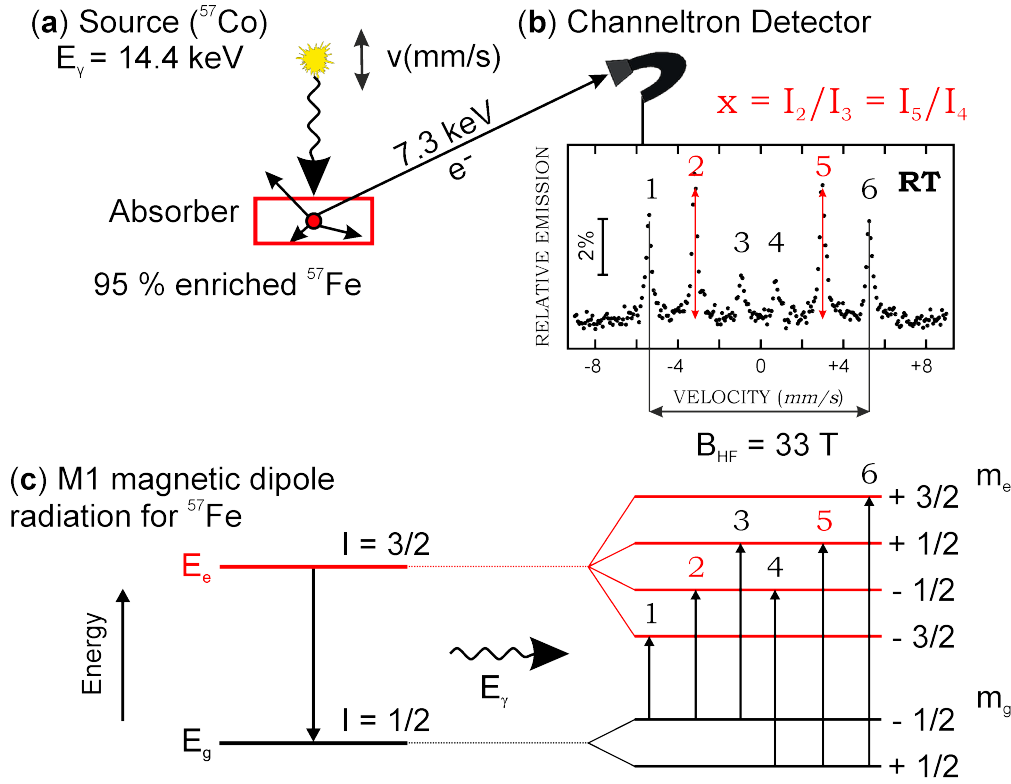 (a) Source (⁵⁷Co)
Eγ = 14.4 keV
v(mm/s)
7.3 keV
e⁻
Absorber
95 % enriched ⁵⁷Fe
(b) Channeltron Detector
x = I₂/I₃ = I₅/I₄
RELATIVE EMISSION
2%
1
2
3
4
5
6
RT
-8 -4 0 +4 +8
VELOCITY (mm/s)
B_HF = 33 T
(c) M1 magnetic dipole
radiation for ⁵⁷Fe
Energy
Eₑ
I = 3/2
E_g
I = 1/2
Eγ
1
2
3
4
5
6
mₑ
+ 3/2
+ 1/2
- 1/2
- 3/2
m_g
- 1/2
+ 1/2